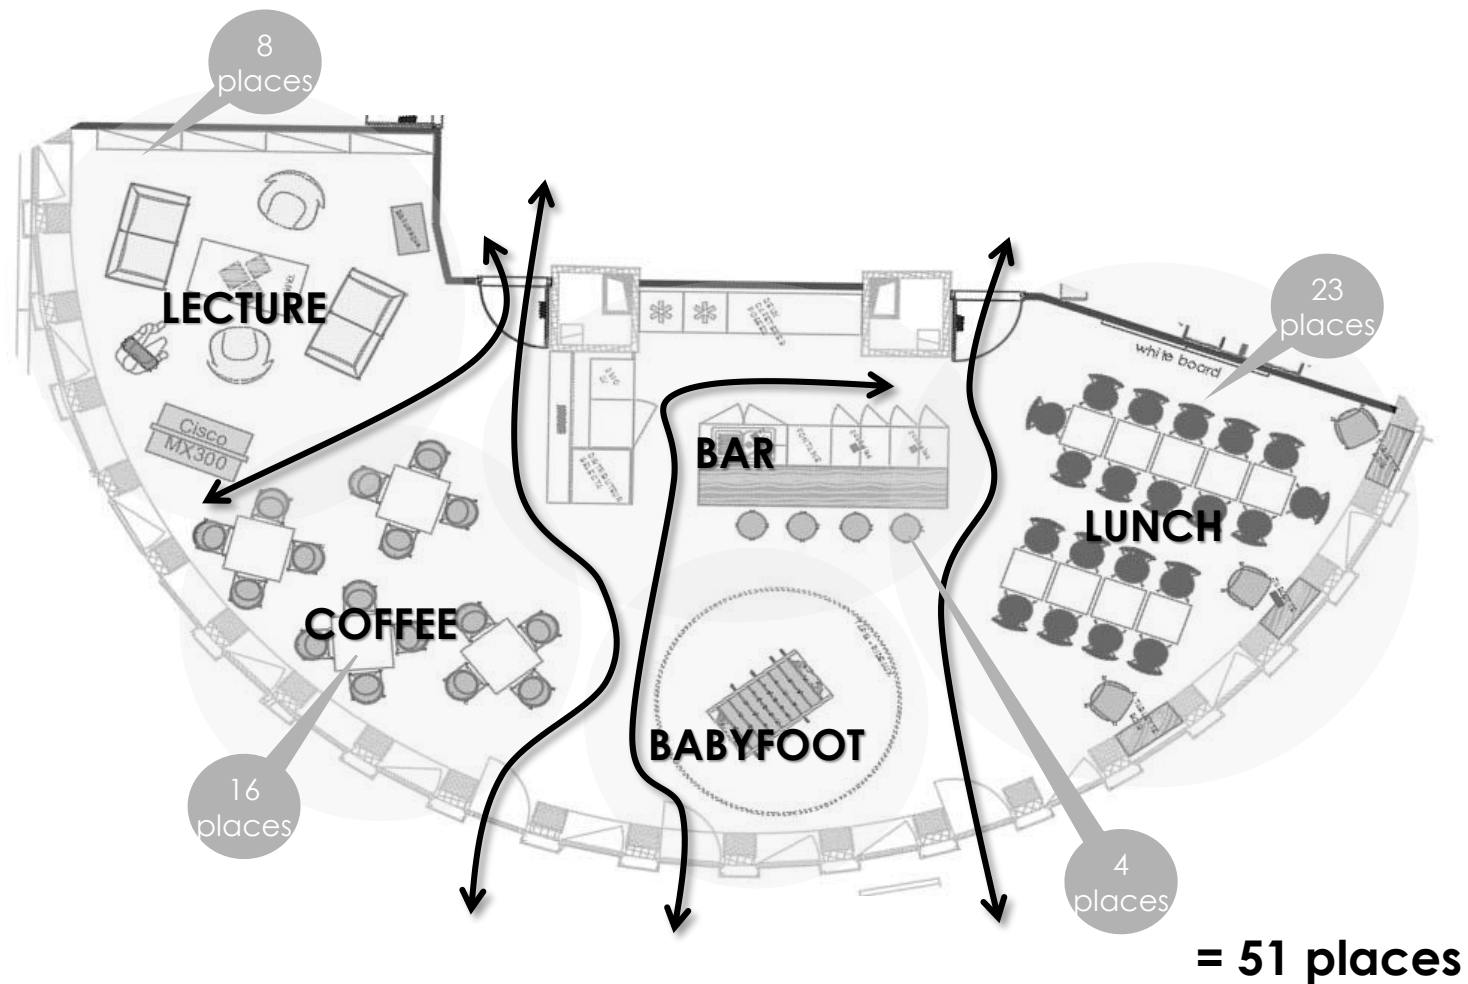 8
places
LECTURE
23
places
white board
Cisco
MX300
BAR
LUNCH
COFFEE
BABYFOOT
16
places
4
places
= 51 places